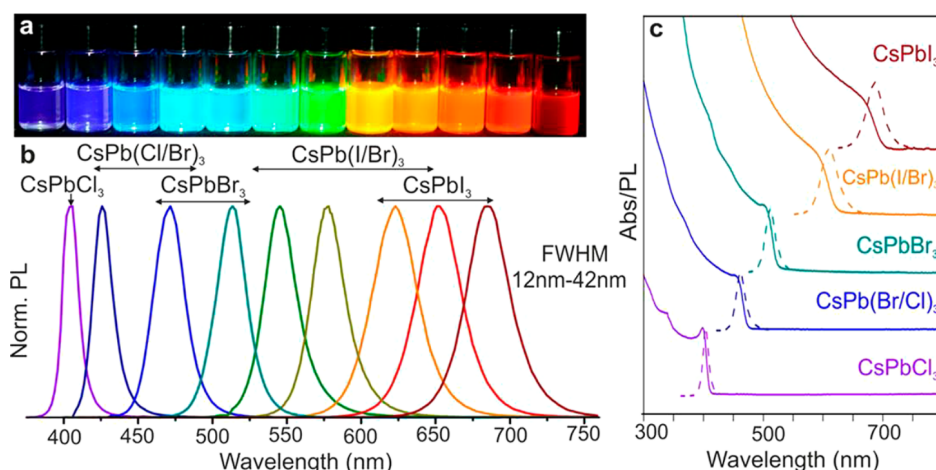 a
b
CsPb(Cl/Br)₃
CsPb(I/Br)₃
CsPbCl₃
CsPbBr₃
CsPbI₃
FWHM
12nm-42nm
Norm. PL
400 450 500 550 600 650 700 750
Wavelength (nm)
c
CsPbI₃
CsPb(I/Br)₃
CsPbBr₃
CsPb(Br/Cl)₃
CsPbCl₃
Abs/PL
300 500 700
Wavelength (nm)